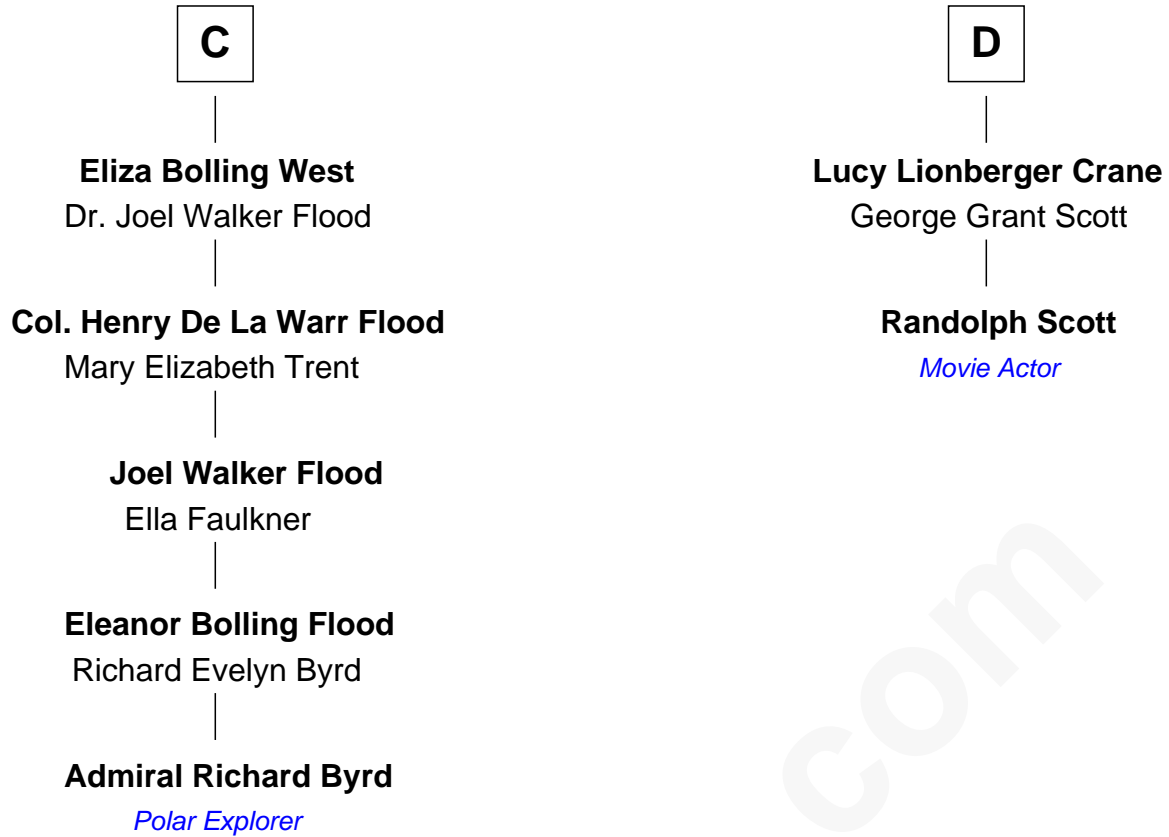 C
Eliza Bolling West
Dr. Joel Walker Flood
Col. Henry De La Warr Flood
Mary Elizabeth Trent
Joel Walker Flood
Ella Faulkner
Eleanor Bolling Flood
Richard Evelyn Byrd
Admiral Richard Byrd
Polar Explorer
D
Lucy Lionberger Crane
George Grant Scott
Randolph Scott
Movie Actor
com